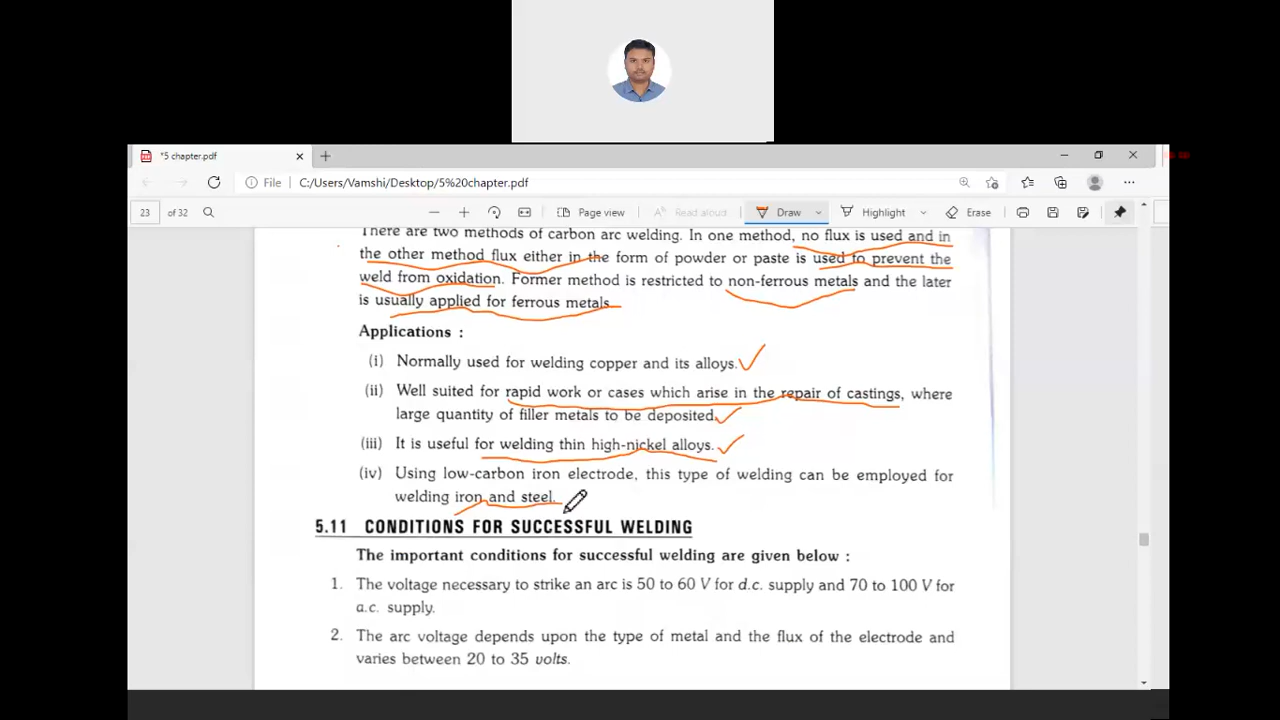 *5 chapter.pdf
File C:/Users/Vamshi/Desktop/5%20chapter.pdf
23 of 32 Page view Read aloud Draw Highlight Erase
There are two methods of carbon arc welding. In one method, no flux is used and in
the other method flux either in the form of powder or paste is used to prevent the
weld from oxidation. Former method is restricted to non-ferrous metals and the later
is usually applied for ferrous metals.
Applications :
(i) Normally used for welding copper and its alloys.
(ii) Well suited for rapid work or cases which arise in the repair of castings, where
large quantity of filler metals to be deposited.
(iii) It is useful for welding thin high-nickel alloys.
(iv) Using low-carbon iron electrode, this type of welding can be employed for
welding iron and steel.
5.11 CONDITIONS FOR SUCCESSFUL WELDING
The important conditions for successful welding are given below :
1. The voltage necessary to strike an arc is 50 to 60 V for d.c. supply and 70 to 100 V for
a.c. supply.
2. The arc voltage depends upon the type of metal and the flux of the electrode and
varies between 20 to 35 volts.